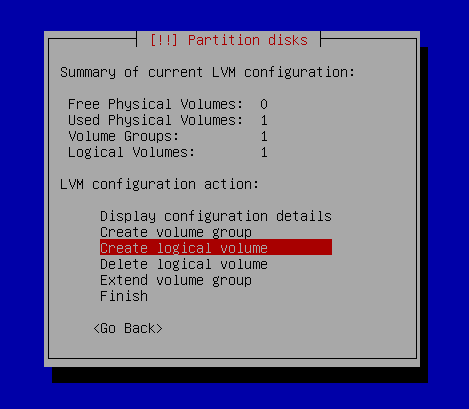 [!!] Partition disks
Summary of current LVM configuration:
Free Physical Volumes: 0
Used Physical Volumes: 1
Volume Groups: 1
Logical Volumes: 1
LVM configuration action:
Display configuration details
Create volume group
Create logical volume
Delete logical volume
Extend volume group
Finish
<Go Back>